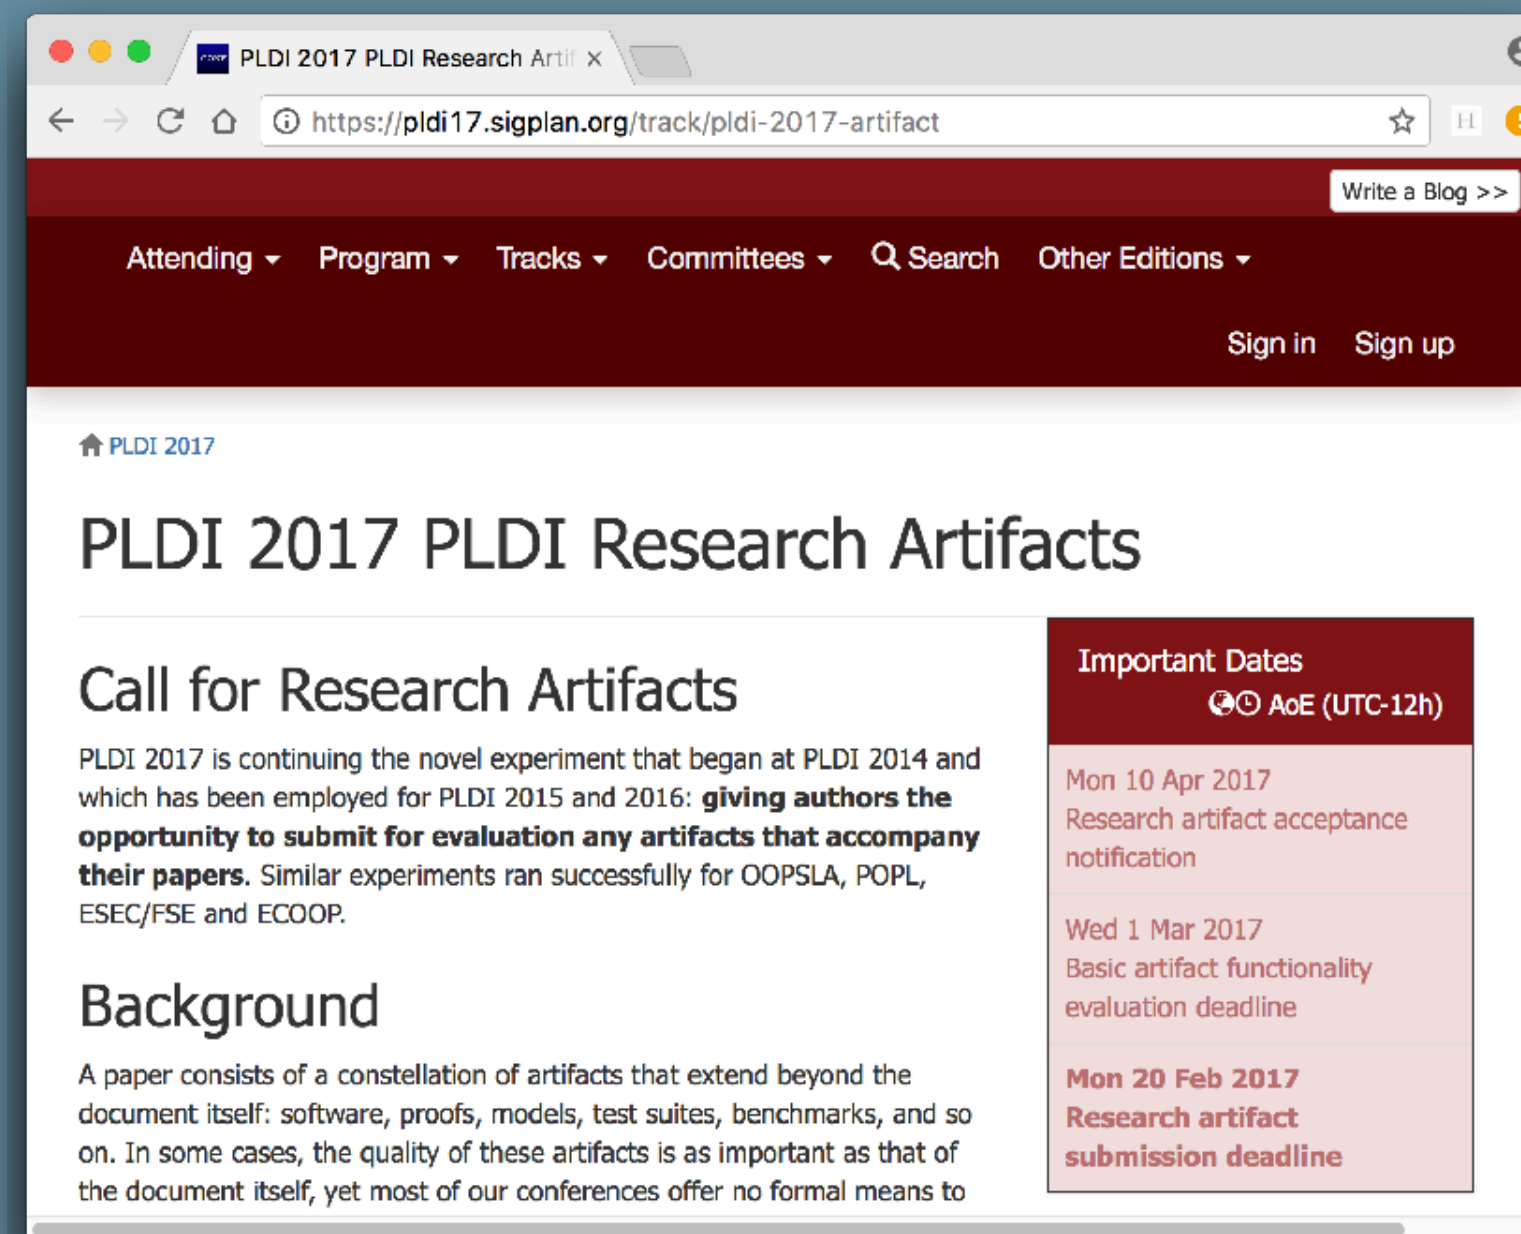 PLDI 2017 PLDI Research Artif
https://pldi17.sigplan.org/track/pldi-2017-artifact
H
Write a Blog >>
Attending Program Tracks Committees Search Other Editions
Sign in Sign up
PLDI 2017
PLDI 2017 PLDI Research Artifacts
Call for Research Artifacts
PLDI 2017 is continuing the novel experiment that began at PLDI 2014 and
which has been employed for PLDI 2015 and 2016: giving authors the
opportunity to submit for evaluation any artifacts that accompany
their papers. Similar experiments ran successfully for OOPSLA, POPL,
ESEC/FSE and ECOOP.
Background
A paper consists of a constellation of artifacts that extend beyond the
document itself: software, proofs, models, test suites, benchmarks, and so
on. In some cases, the quality of these artifacts is as important as that of
the document itself, yet most of our conferences offer no formal means to
Important Dates
AoE (UTC-12h)
Mon 10 Apr 2017
Research artifact acceptance
notification
Wed 1 Mar 2017
Basic artifact functionality
evaluation deadline
Mon 20 Feb 2017
Research artifact
submission deadline